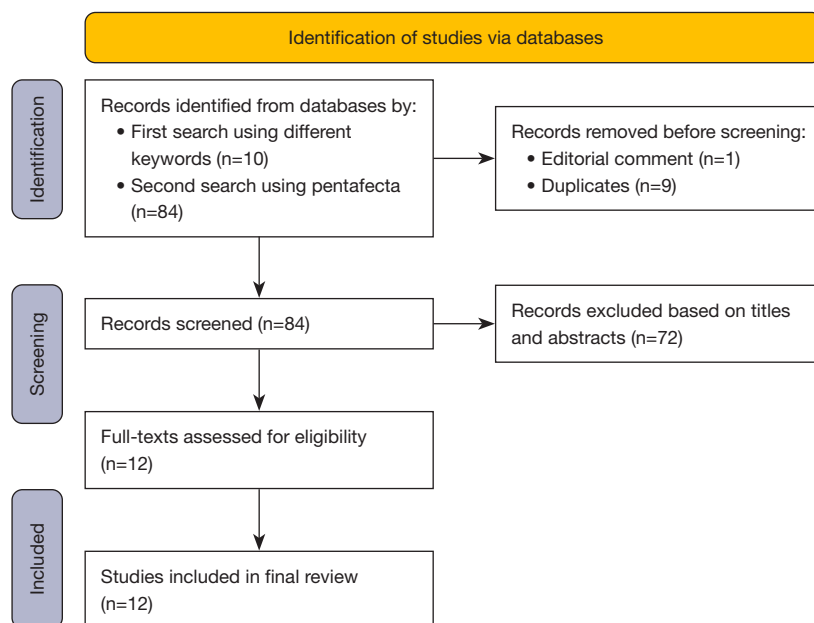 Identification of studies via databases
Identification
Records identified from databases by:
• First search using different
keywords (n=10)
• Second search using pentafecta
(n=84)
Records removed before screening:
• Editorial comment (n=1)
• Duplicates (n=9)
Screening
Records screened (n=84)
Records excluded based on titles
and abstracts (n=72)
Full-texts assessed for eligibility
(n=12)
Included
Studies included in final review
(n=12)